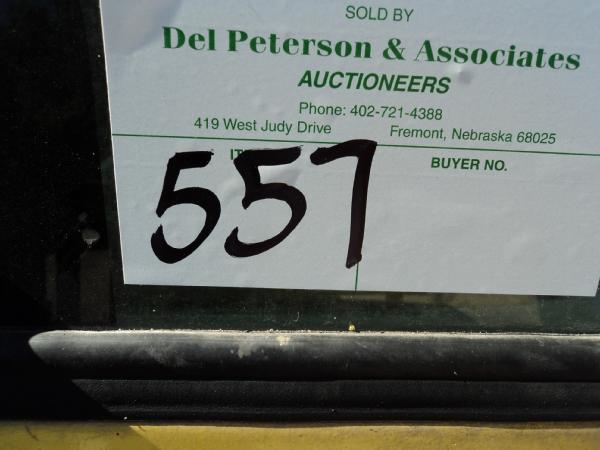 SOLD BY
Del Peterson & Associates
AUCTIONEERS
Phone: 402-721-4388
419 West Judy Drive Fremont, Nebraska 68025
BUYER NO.
557